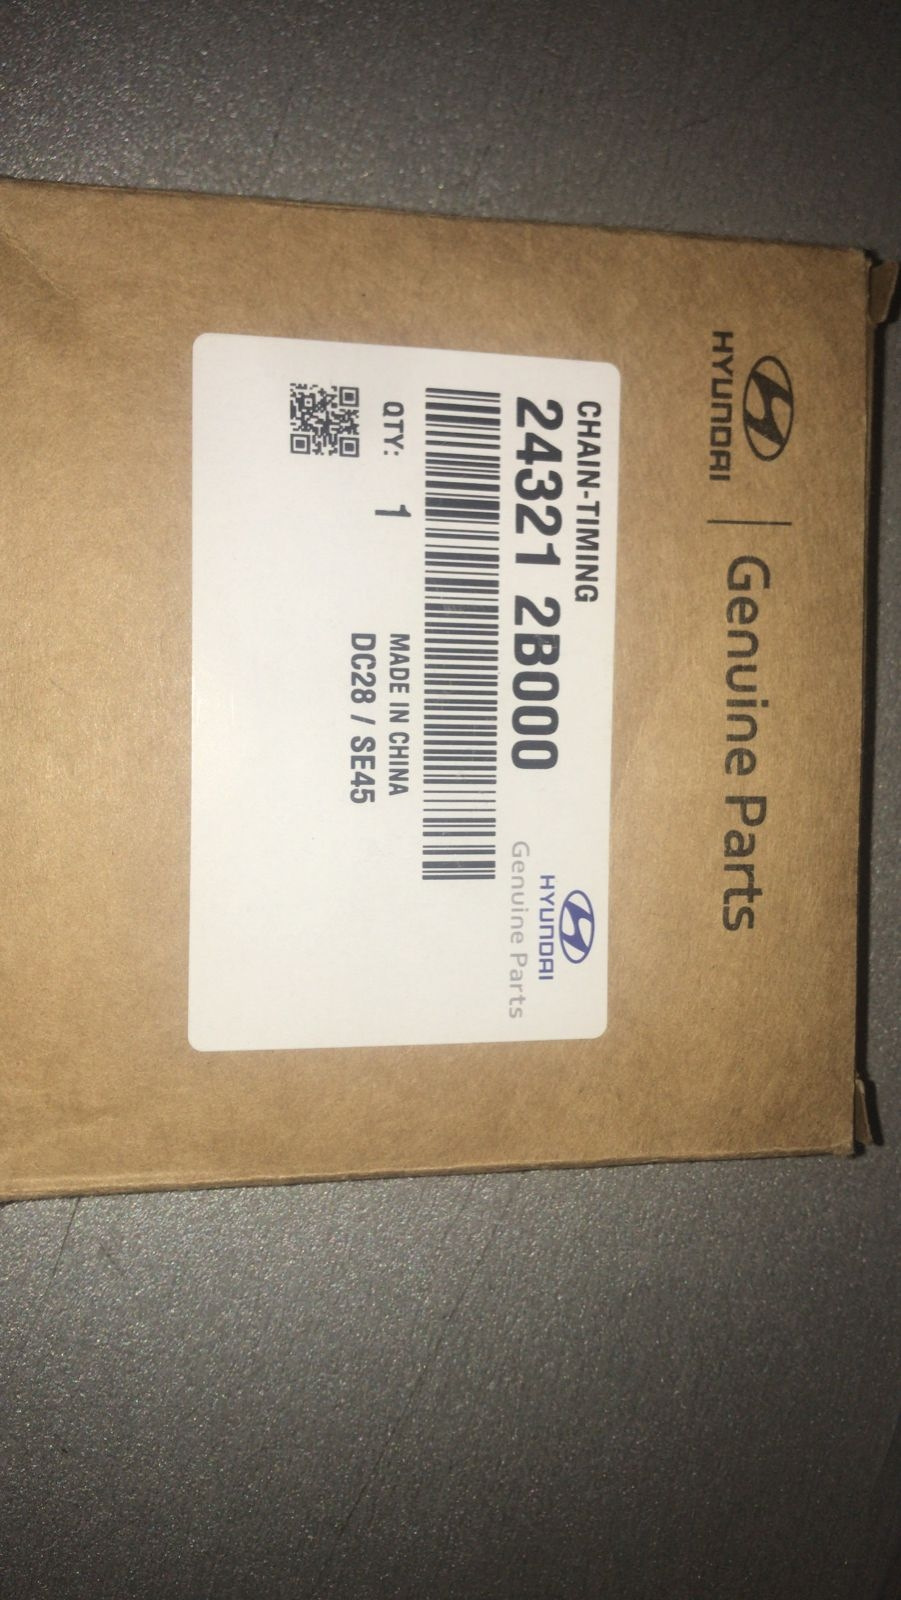 HYUNDAI | Genuine Parts
CHAIN-TIMING
24321 2B000
HYUNDAI
Genuine Parts
QTY: 1
MADE IN CHINA
DC28 / SE45